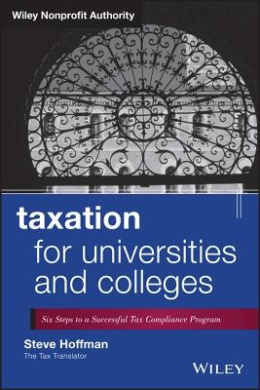 Wiley Nonprofit Authority
taxation
for universities
and colleges
Six Steps to a Successful Tax Compliance Program
Steve Hoffman
The Tax Translator
WILEY